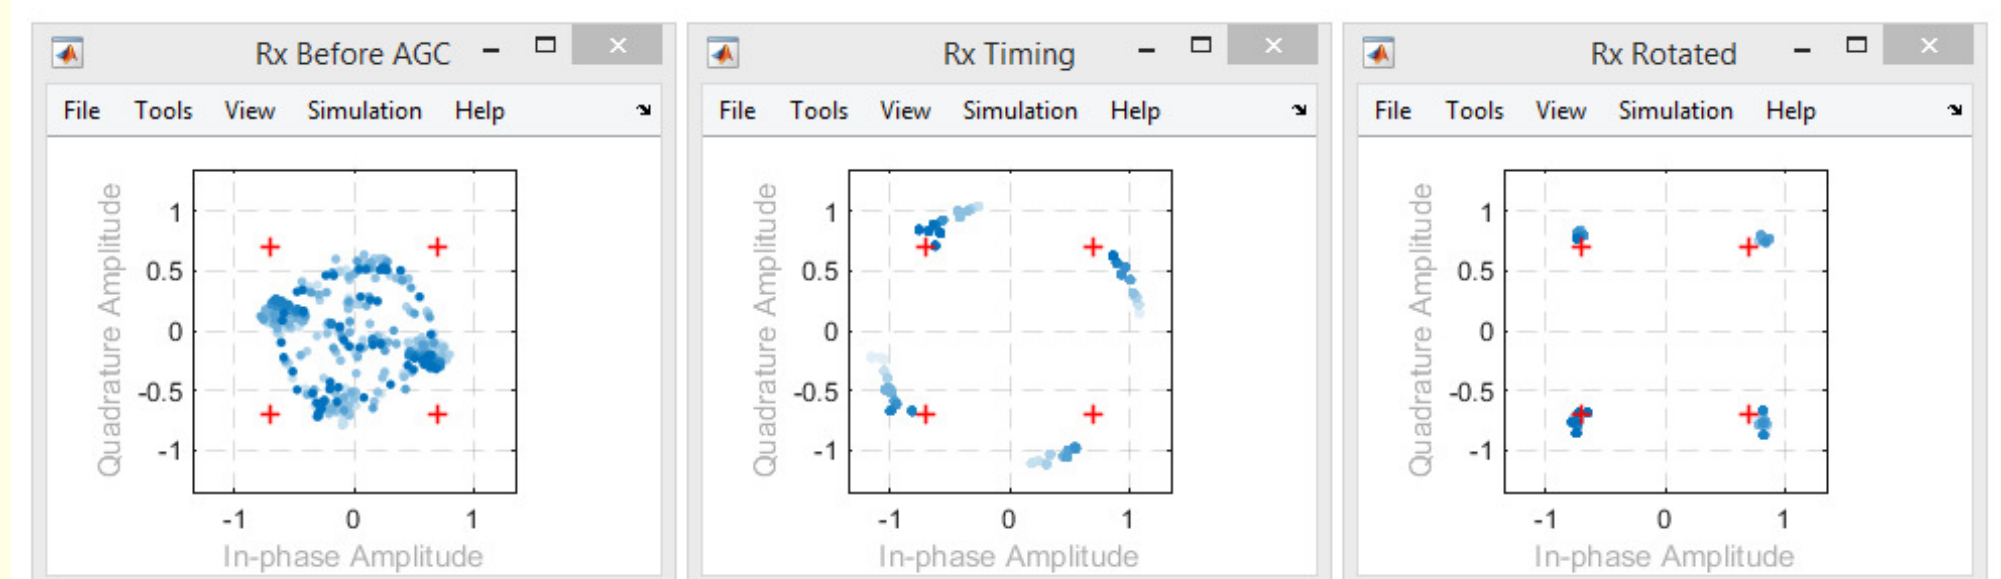 Rx Before AGC
File Tools View Simulation Help
Quadrature Amplitude
1
0.5
0
-0.5
-1
-1 0 1
In-phase Amplitude
Rx Timing
File Tools View Simulation Help
Quadrature Amplitude
1
0.5
0
-0.5
-1
-1 0 1
In-phase Amplitude
Rx Rotated
File Tools View Simulation Help
Quadrature Amplitude
1
0.5
0
-0.5
-1
-1 0 1
In-phase Amplitude